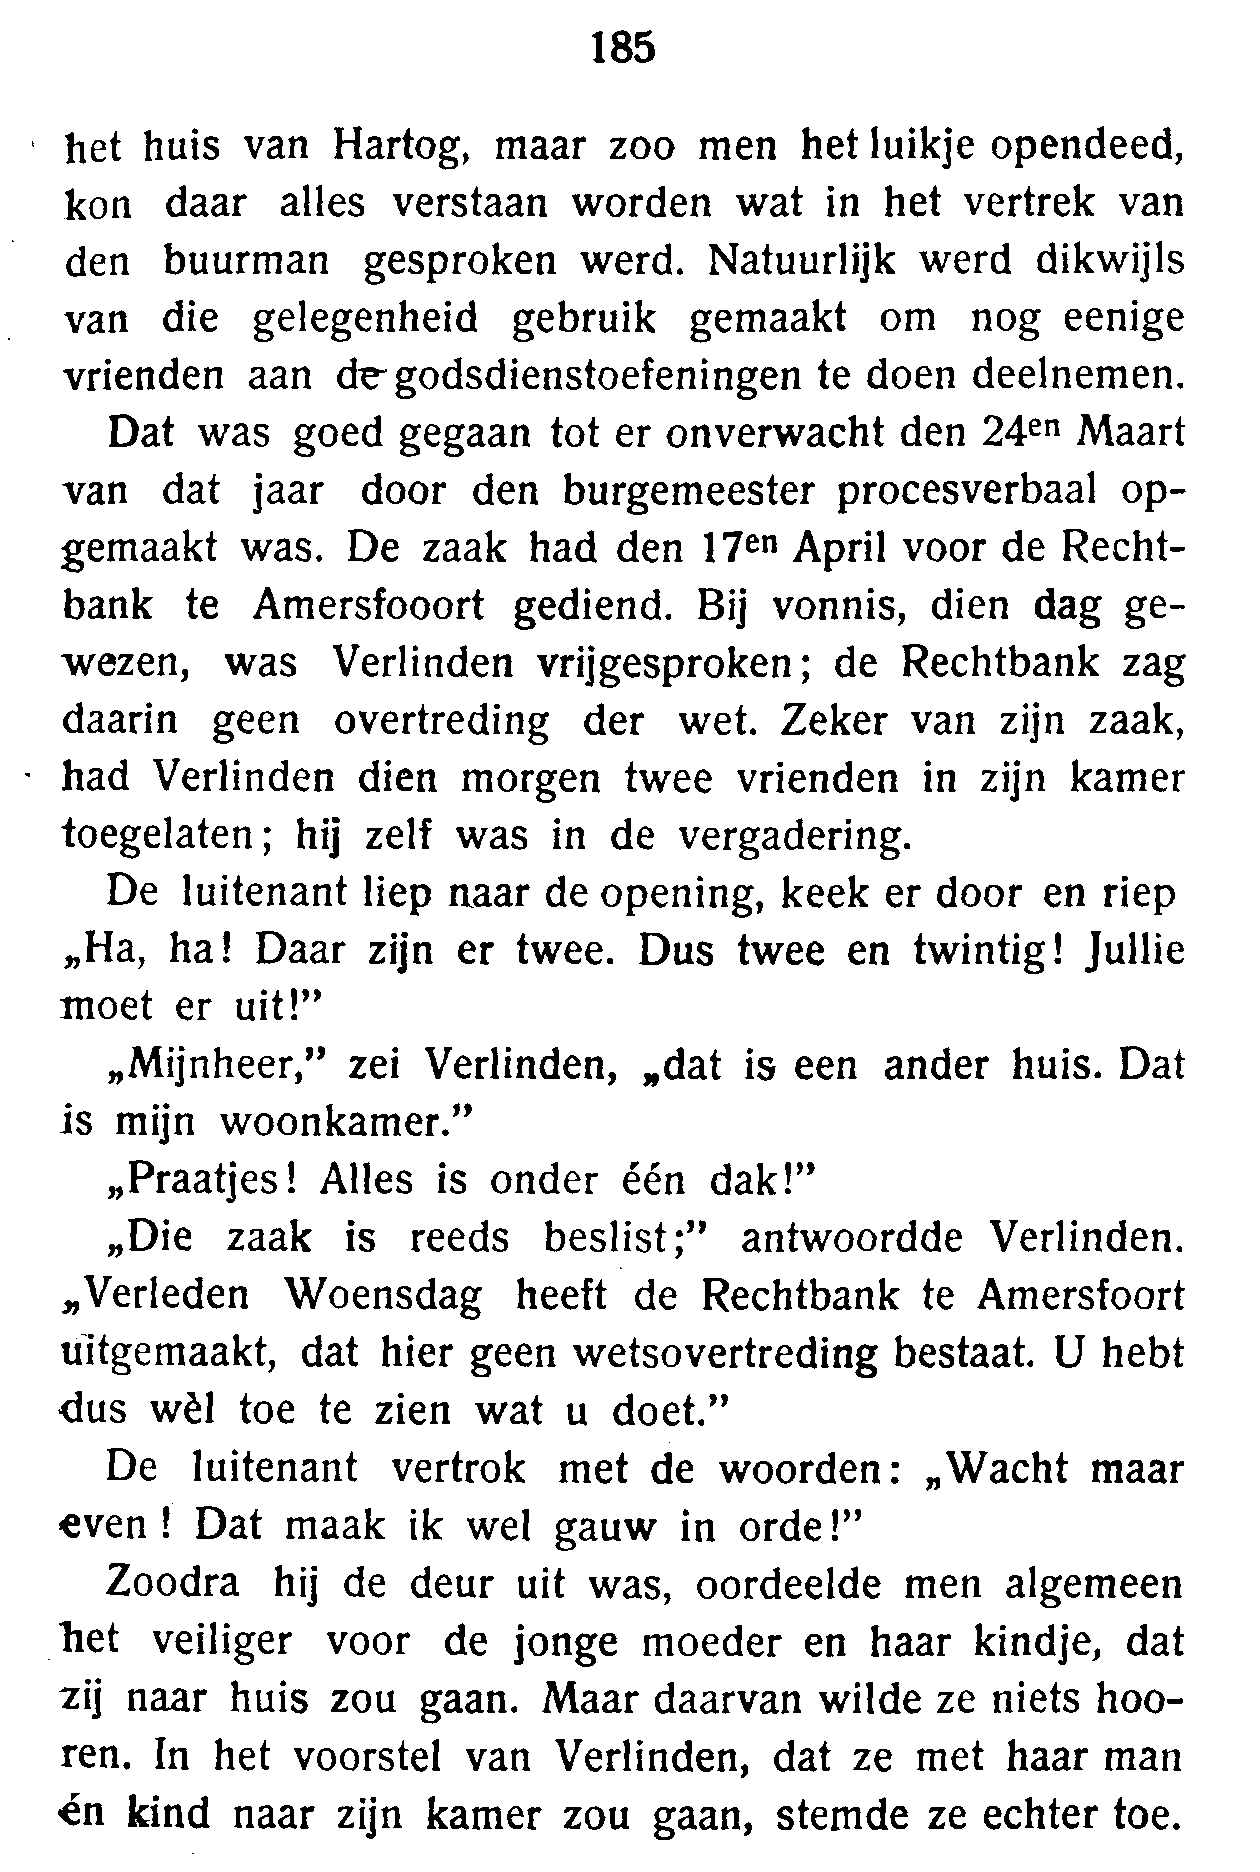 185
het huis van Hartog, maar zoo men het luikje opendeed,
kon daar alles verstaan worden wat in het vertrek van
den buurman gesproken werd. Natuurlijk werd dikwijls
van die gelegenheid gebruik gemaakt om nog eenige
vrienden aan de godsdienstoefeningen te doen deelnemen.
Dat was goed gegaan tot er onverwacht den 24en Maart
van dat jaar door den burgemeester procesverbaal op-
gemaakt was. De zaak had den 17en April voor de Recht-
bank te Amersfooort gediend. Bij vonnis, dien dag ge-
wezen, was Verlinden vrijgesproken; de Rechtbank zag
daarin geen overtreding der wet. Zeker van zijn zaak,
had Verlinden dien morgen twee vrienden in zijn kamer
toegelaten; hij zelf was in de vergadering.
De luitenant liep naar de opening, keek er door en riep
„Ha, ha! Daar zijn er twee. Dus twee en twintig! Jullie
moet er uit!”
„Mijnheer,” zei Verlinden, „dat is een ander huis. Dat
is mijn woonkamer.”
„Praatjes! Alles is onder één dak!”
„Die zaak is reeds beslist;” antwoordde Verlinden.
„Verleden Woensdag heeft de Rechtbank te Amersfoort
uitgemaakt, dat hier geen wetsovertreding bestaat. U hebt
dus wèl toe te zien wat u doet.”
De luitenant vertrok met de woorden: „Wacht maar
even! Dat maak ik wel gauw in orde!”
Zoodra hij de deur uit was, oordeelde men algemeen
het veiliger voor de jonge moeder en haar kindje, dat
zij naar huis zou gaan. Maar daarvan wilde ze niets hoo-
ren. In het voorstel van Verlinden, dat ze met haar man
én kind naar zijn kamer zou gaan, stemde ze echter toe.